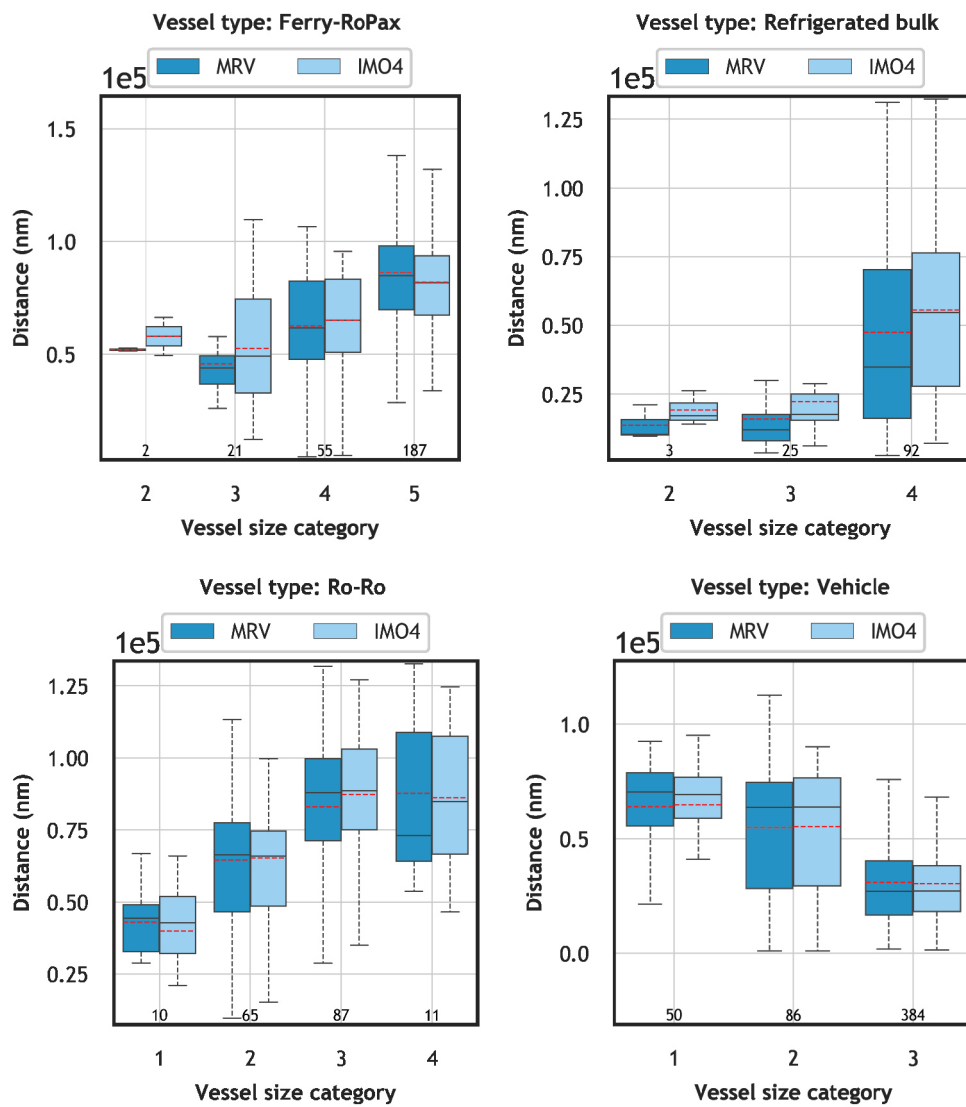 Vessel type: Ferry-RoPax
MRV IMO4
1e5
1.5
1.0
0.5
Distance (nm)
2 21 55 187
2 3 4 5
Vessel size category
Vessel type: Refrigerated bulk
MRV IMO4
1e5
1.25
1.00
0.75
0.50
0.25
Distance (nm)
3 25 92
2 3 4
Vessel size category
Vessel type: Ro-Ro
MRV IMO4
1e5
1.25
1.00
0.75
0.50
0.25
Distance (nm)
10 65 87 11
1 2 3 4
Vessel size category
Vessel type: Vehicle
MRV IMO4
1e5
1.0
0.5
0.0
Distance (nm)
50 86 384
1 2 3
Vessel size category